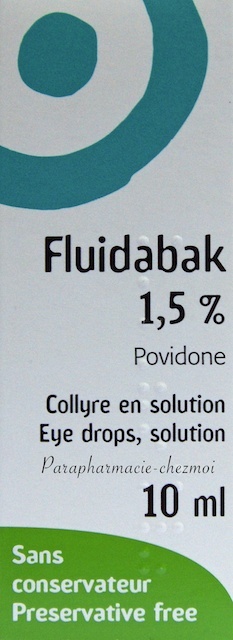 Fluidabak
1,5 %
Povidone
Collyre en solution
Eye drops, solution
Parapharmacie-chezmoi
10 ml
Sans
conservateur
Preservative free